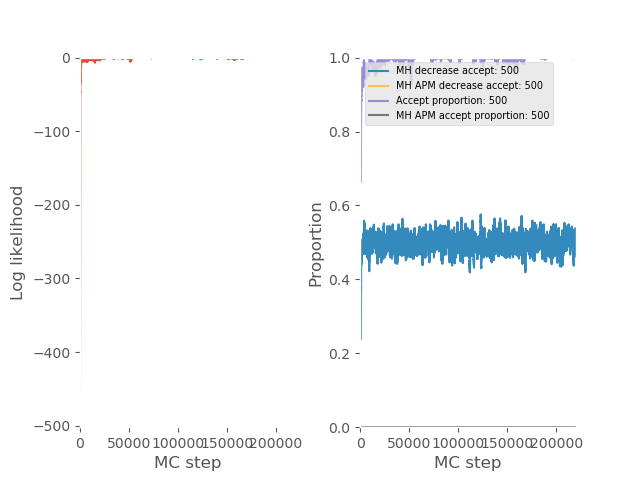 0
−100
−200
−300
−400
−500
Log likelihood
0 50000 100000 150000 200000
MC step
1.0
0.8
0.6
0.4
0.2
0.0
Proportion
MH decrease accept: 500
MH APM decrease accept: 500
Accept proportion: 500
MH APM accept proportion: 500
0 50000 100000 150000 200000
MC step